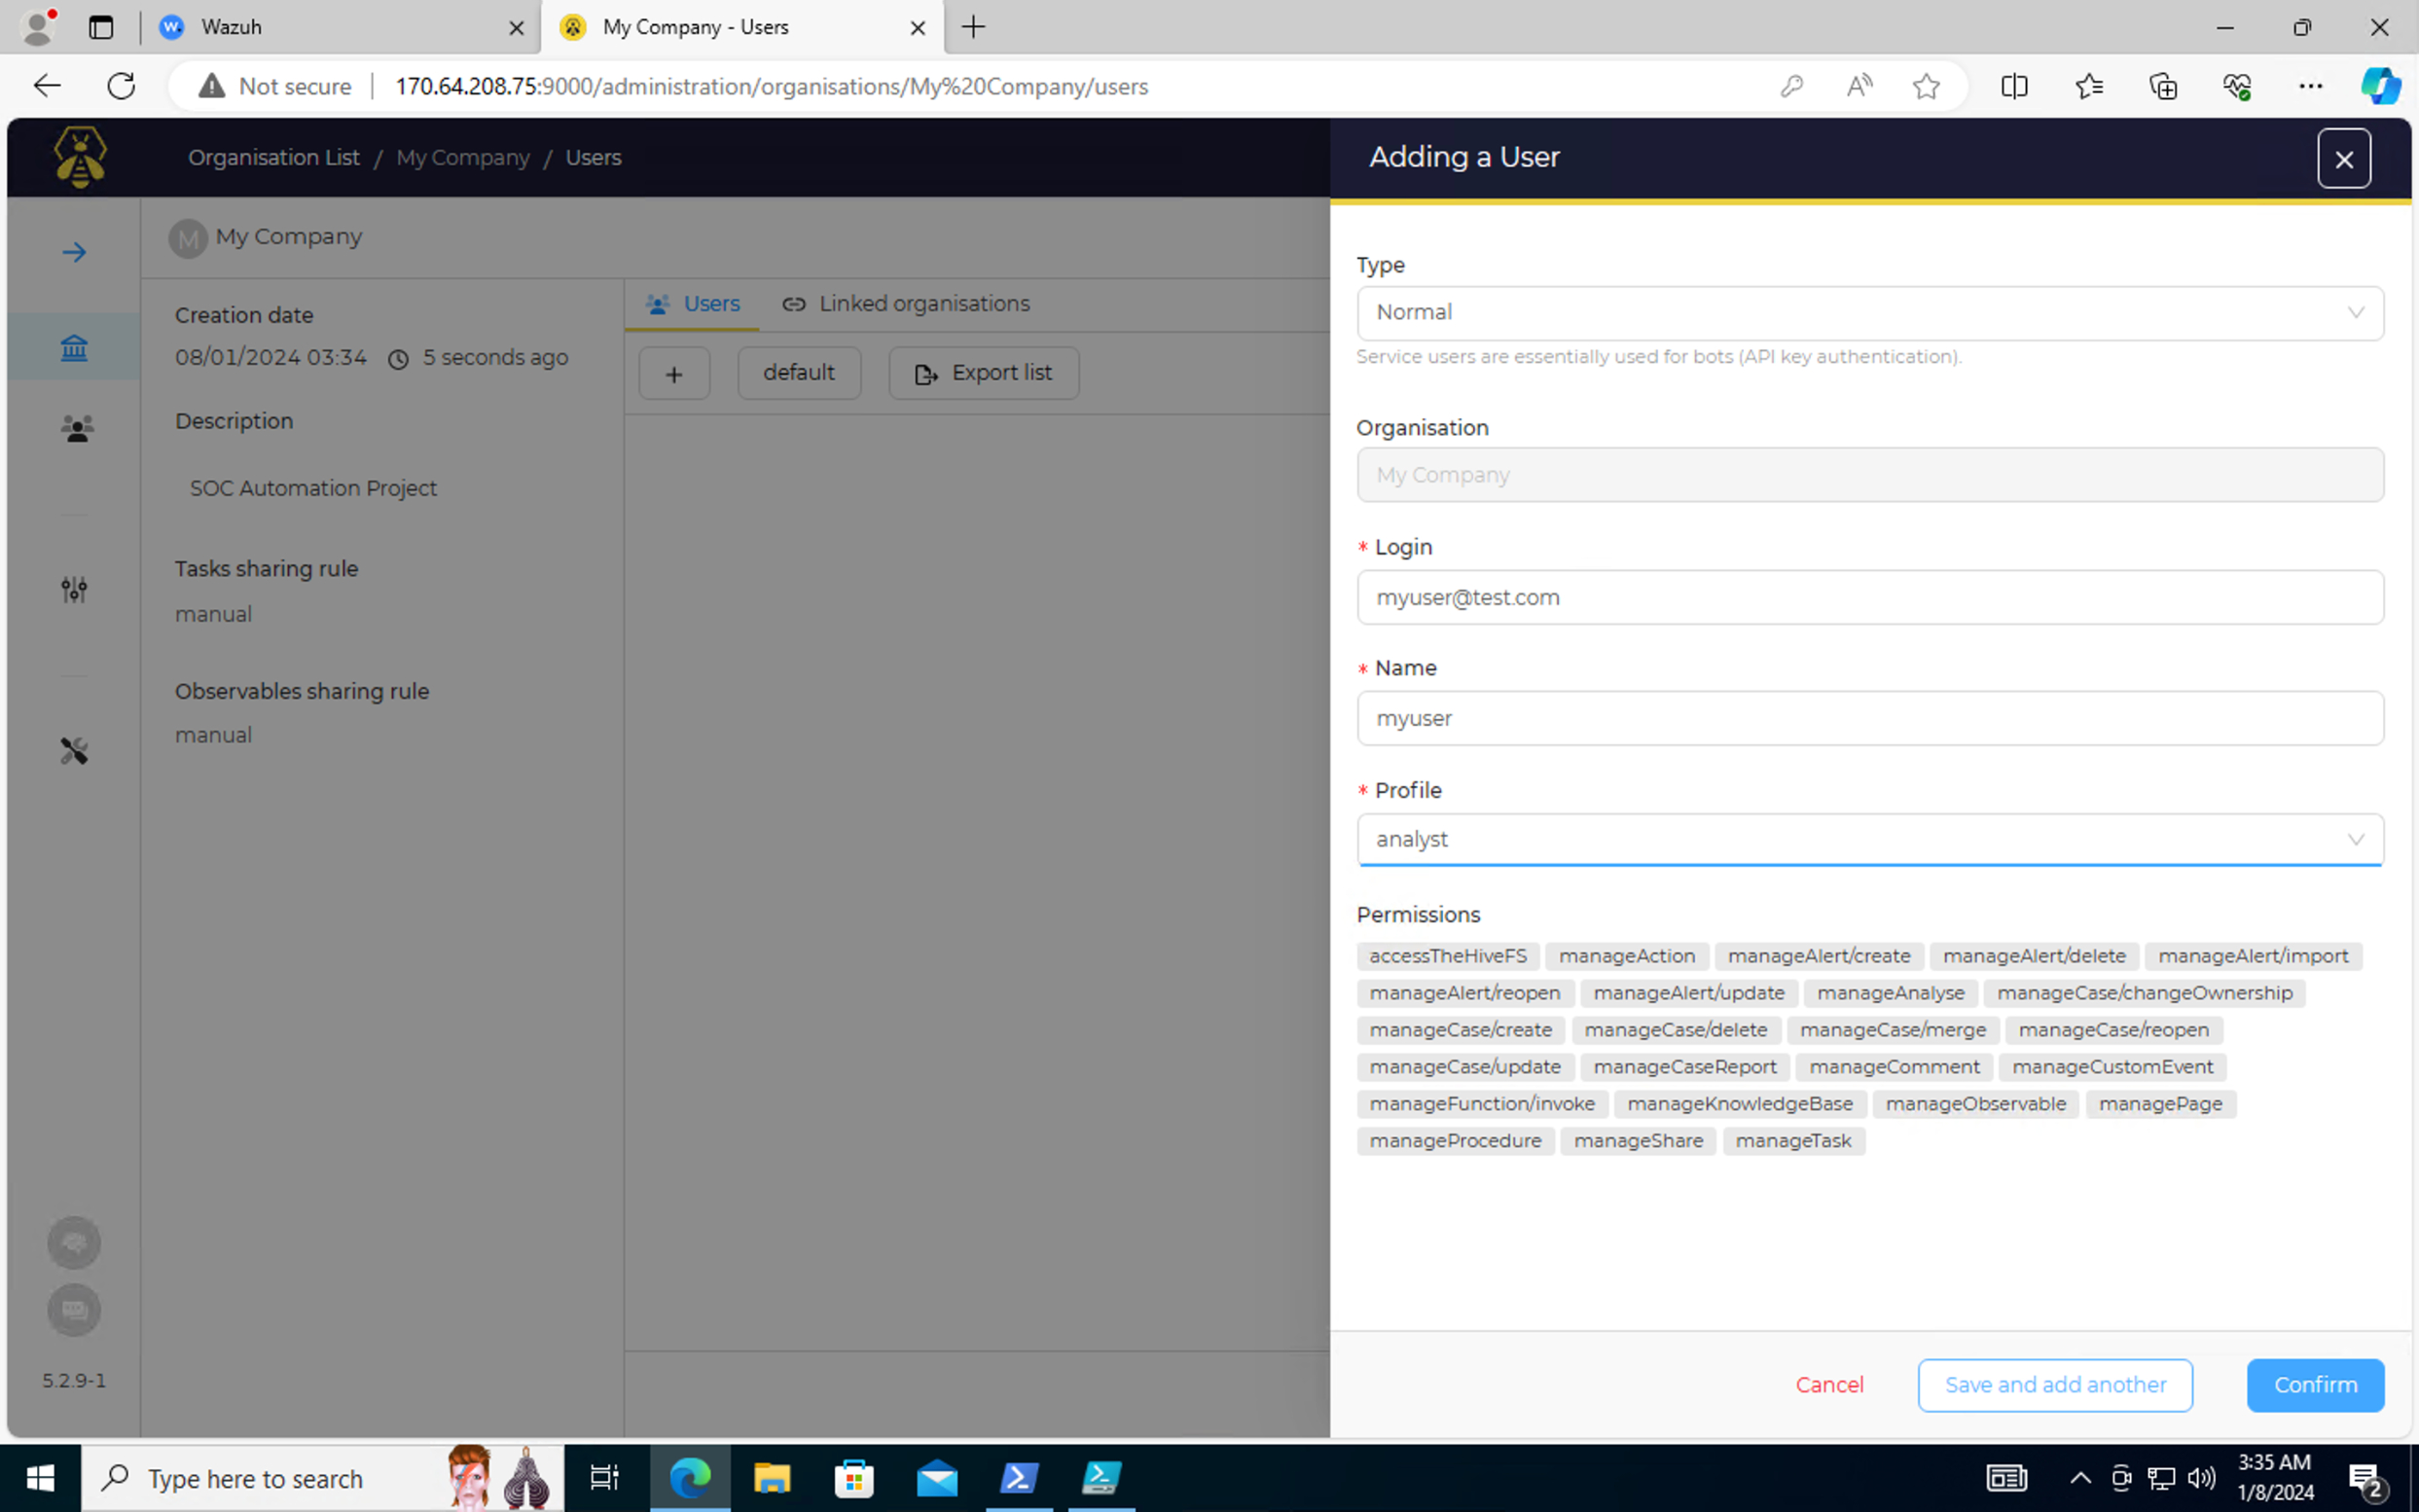 Wazuh
My Company - Users
Not secure
170.64.208.75:9000/administration/organisations/My%20Company/users
Organisation List / My Company / Users
Adding a User
M My Company
Creation date
08/01/2024 03:34 5 seconds ago
Description
SOC Automation Project
Tasks sharing rule
manual
Observables sharing rule
manual
5.2.9-1
Users Linked organisations
+ default Export list
Type
Normal
Service users are essentially used for bots (API key authentication).
Organisation
My Company
* Login
myuser@test.com
* Name
myuser
* Profile
analyst
Permissions
accessTheHiveFS manageAction manageAlert/create manageAlert/delete manageAlert/import
manageAlert/reopen manageAlert/update manageAnalyse manageCase/changeOwnership
manageCase/create manageCase/delete manageCase/merge manageCase/reopen
manageCase/update manageCaseReport manageComment manageCustomEvent
manageFunction/invoke manageKnowledgeBase manageObservable managePage
manageProcedure manageShare manageTask
Cancel Save and add another Confirm
Type here to search
3:35 AM
1/8/2024
2